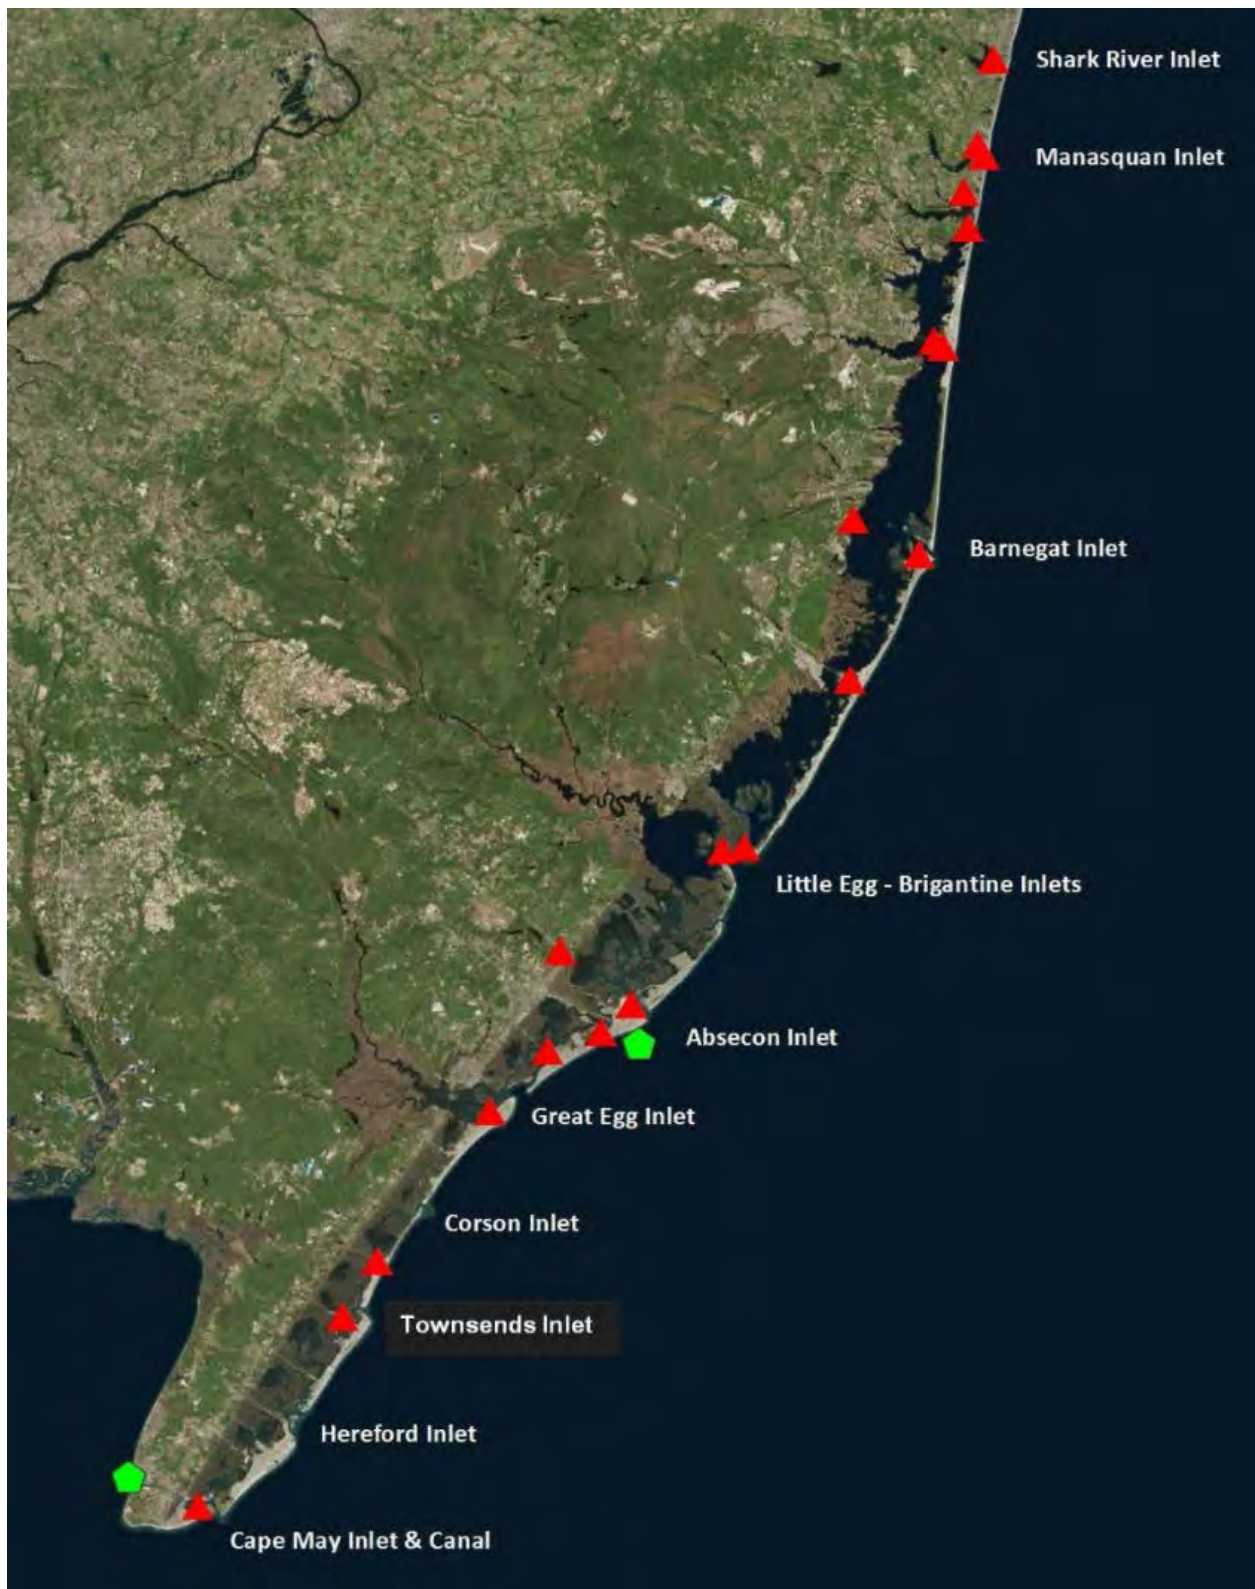 Shark River Inlet
Manasquan Inlet
Barnegat Inlet
Little Egg - Brigantine Inlets
Absecon Inlet
Great Egg Inlet
Corson Inlet
Townsends Inlet
Hereford Inlet
Cape May Inlet & Canal